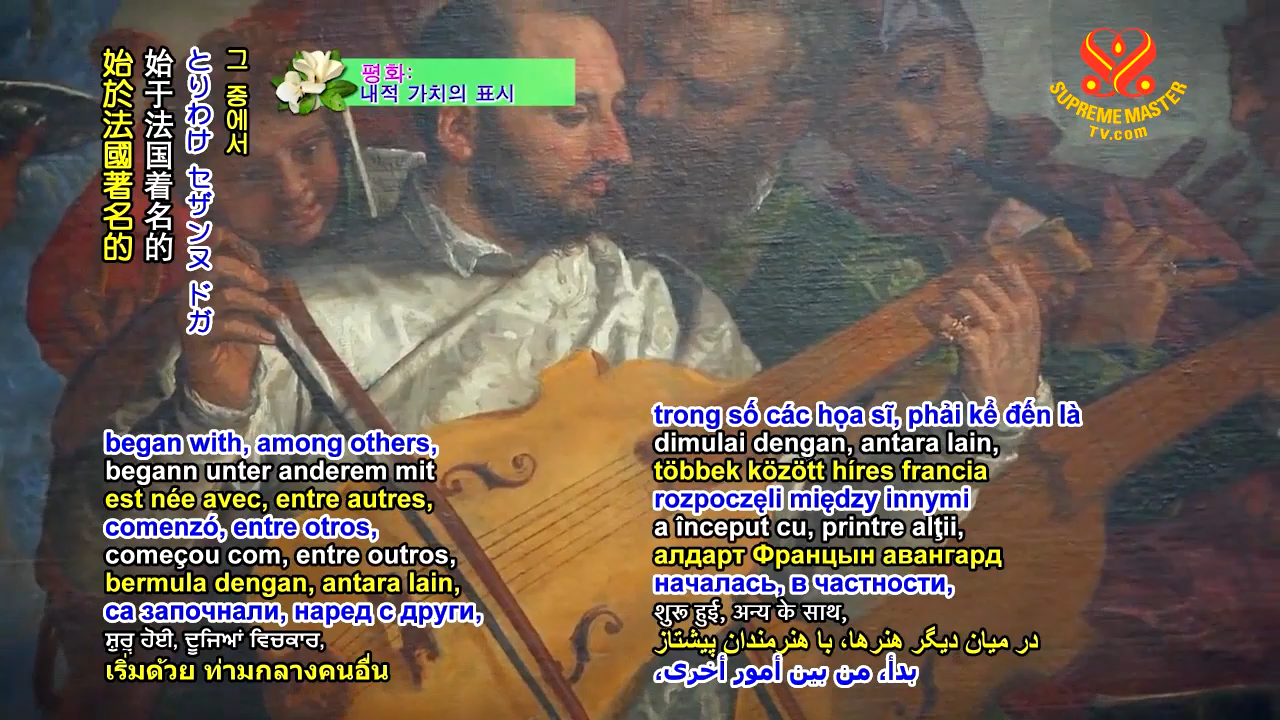 始於法國著名的
始于法国着名的
とりわけ セザンヌ ドガ
그 중에서
평화:
내적 가치의 표시
SUPREME MASTER
TV.com
began with, among others,
begann unter anderem mit
est née avec, entre autres,
comenzó, entre otros,
começou com, entre outros,
bermula dengan, antara lain,
са започнали, наред с други,
ਸ਼ੁਰੂ ਹੋਈ, ਦੂਜਿਆਂ ਵਿਚਕਾਰ,
เริ่มด้วย ท่ามกลางคนอื่น
trong số các họa sĩ, phải kể đến là
dimulai dengan, antara lain,
többek között híres francia
rozpoczęli między innymi
a început cu, printre alţii,
алдарт Францын авангард
началась, в частности,
शुरू हुई, अन्य के साथ,
در میان دیگر هنرها، با هنرمندان پیشتاز
بدأ، من بين أمور أخرى،